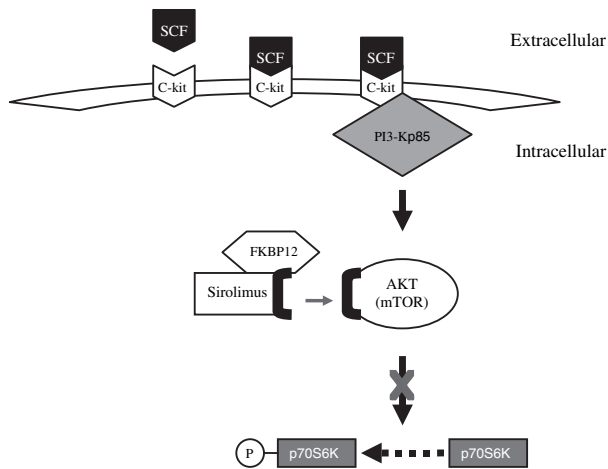 SCF
SCF
SCF
Extracellular
C-kit
C-kit
C-kit
PI3-Kp85
Intracellular
FKBP12
Sirolimus
AKT
(mTOR)
P
p70S6K
p70S6K